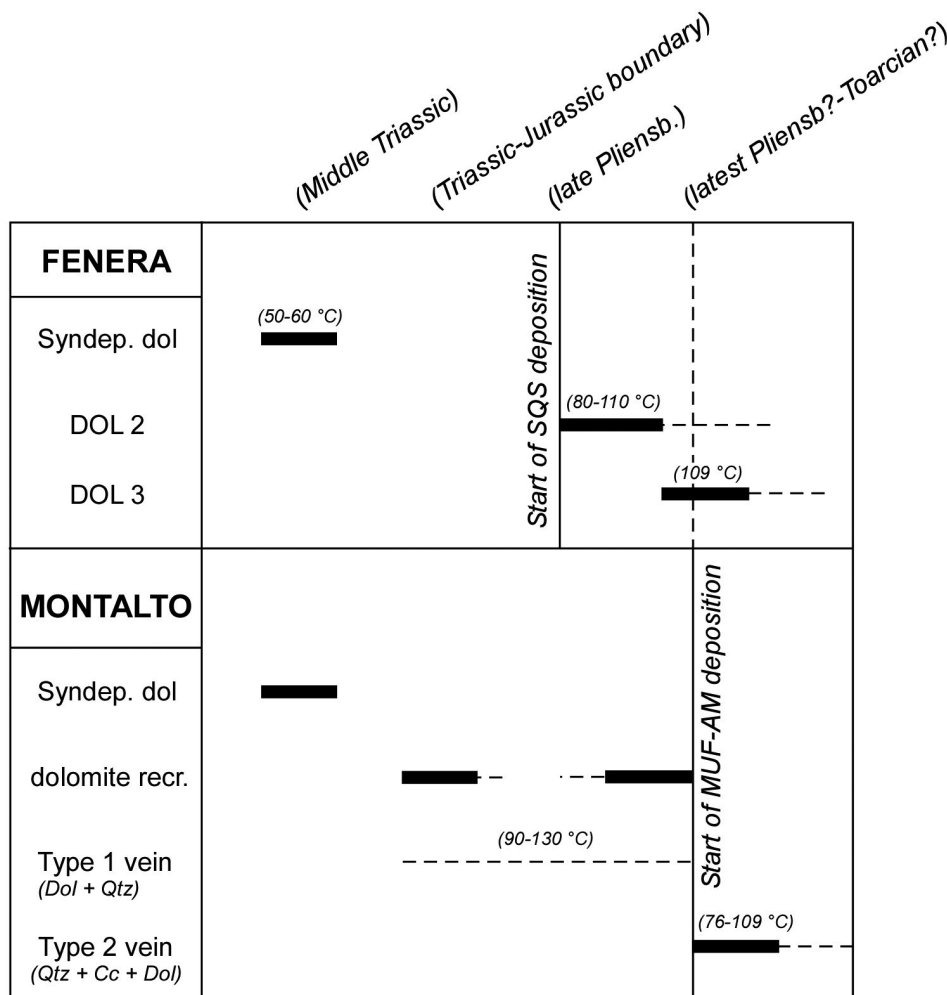 (Middle Triassic)
(Triassic-Jurassic boundary)
(late Pliensb.)
(latest Pliensb?-Toarcian?)
FENERA
Syndep. dol
(50-60 °C)
Start of SQS deposition
DOL 2
(80-110 °C)
DOL 3
(109 °C)
MONTALTO
Start of MUF-AM deposition
Syndep. dol
dolomite recr.
Type 1 vein
(Dol + Qtz)
(90-130 °C)
Type 2 vein
(Qtz + Cc + Dol)
(76-109 °C)